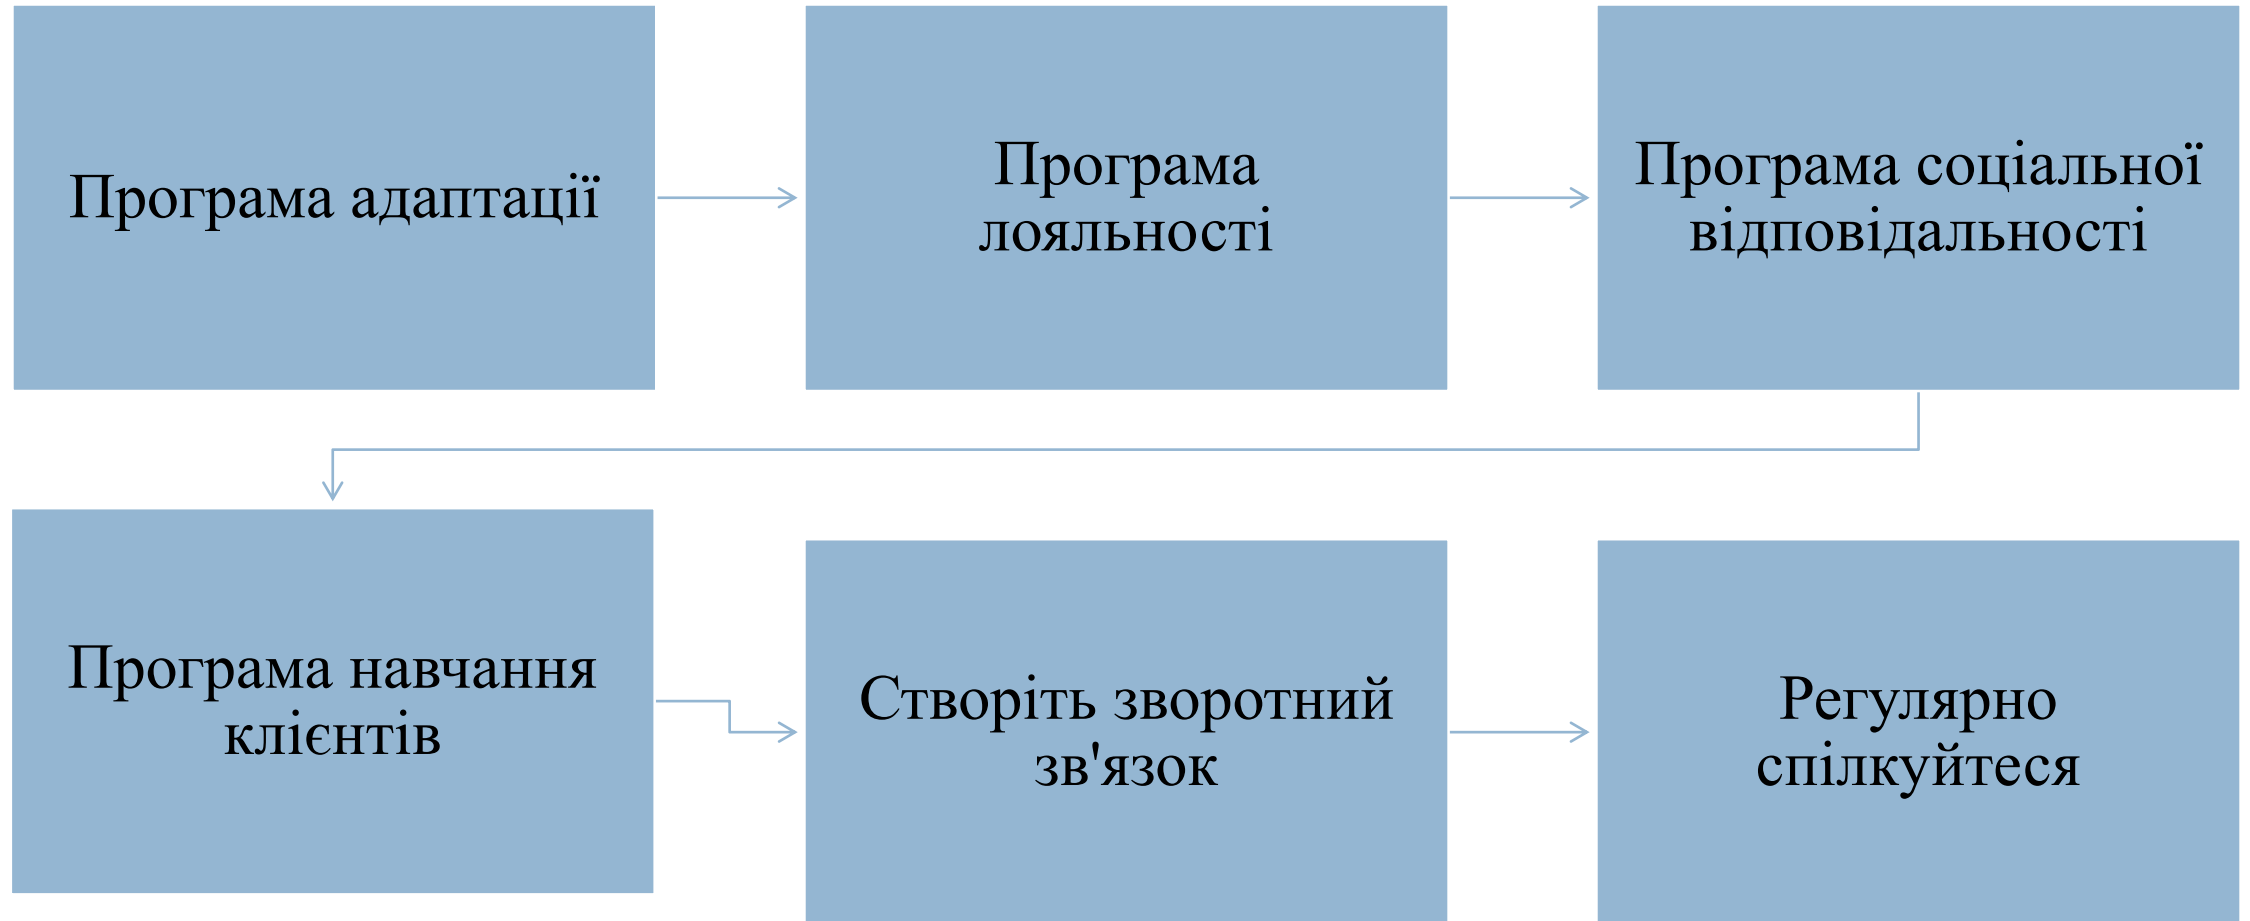 Програма адаптації
Програма
лояльності
Програма соціальної
відповідальності
Програма навчання
клієнтів
Створіть зворотний
зв'язок
Регулярно
спілкуйтеся